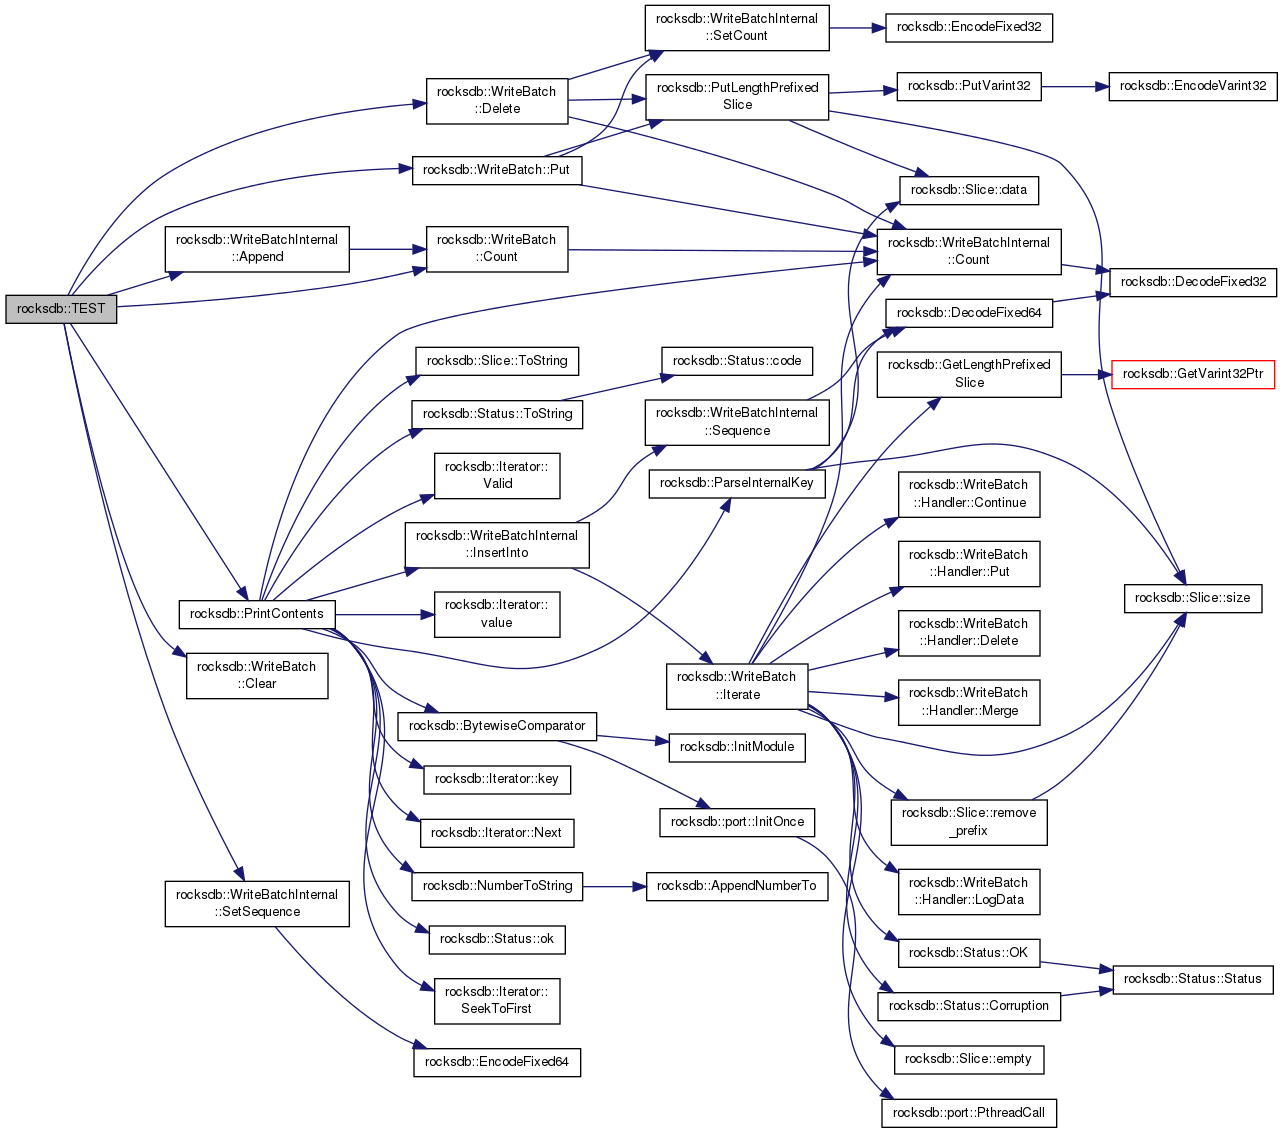 rocksdb::TEST
rocksdb::WriteBatch
::Delete
rocksdb::WriteBatch::Put
rocksdb::WriteBatchInternal
::Append
rocksdb::WriteBatch
::Count
rocksdb::PrintContents
rocksdb::WriteBatch
::Clear
rocksdb::WriteBatchInternal
::SetSequence
rocksdb::Slice::ToString
rocksdb::Status::ToString
rocksdb::Iterator::
Valid
rocksdb::WriteBatchInternal
::InsertInto
rocksdb::Iterator::
value
rocksdb::BytewiseComparator
rocksdb::Iterator::key
rocksdb::Iterator::Next
rocksdb::NumberToString
rocksdb::Status::ok
rocksdb::Iterator::
SeekToFirst
rocksdb::EncodeFixed64
rocksdb::WriteBatchInternal
::SetCount
rocksdb::PutLengthPrefixed
Slice
rocksdb::Status::code
rocksdb::WriteBatchInternal
::Sequence
rocksdb::ParseInternalKey
rocksdb::WriteBatch
::Iterate
rocksdb::InitModule
rocksdb::port::InitOnce
rocksdb::AppendNumberTo
rocksdb::EncodeFixed32
rocksdb::PutVarint32
rocksdb::Slice::data
rocksdb::WriteBatchInternal
::Count
rocksdb::DecodeFixed64
rocksdb::GetLengthPrefixed
Slice
rocksdb::WriteBatch
::Handler::Continue
rocksdb::WriteBatch
::Handler::Put
rocksdb::WriteBatch
::Handler::Delete
rocksdb::WriteBatch
::Handler::Merge
rocksdb::Slice::remove
_prefix
rocksdb::WriteBatch
::Handler::LogData
rocksdb::Status::OK
rocksdb::Status::Corruption
rocksdb::Slice::empty
rocksdb::port::PthreadCall
rocksdb::EncodeVarint32
rocksdb::DecodeFixed32
rocksdb::GetVarint32Ptr
rocksdb::Slice::size
rocksdb::Status::Status